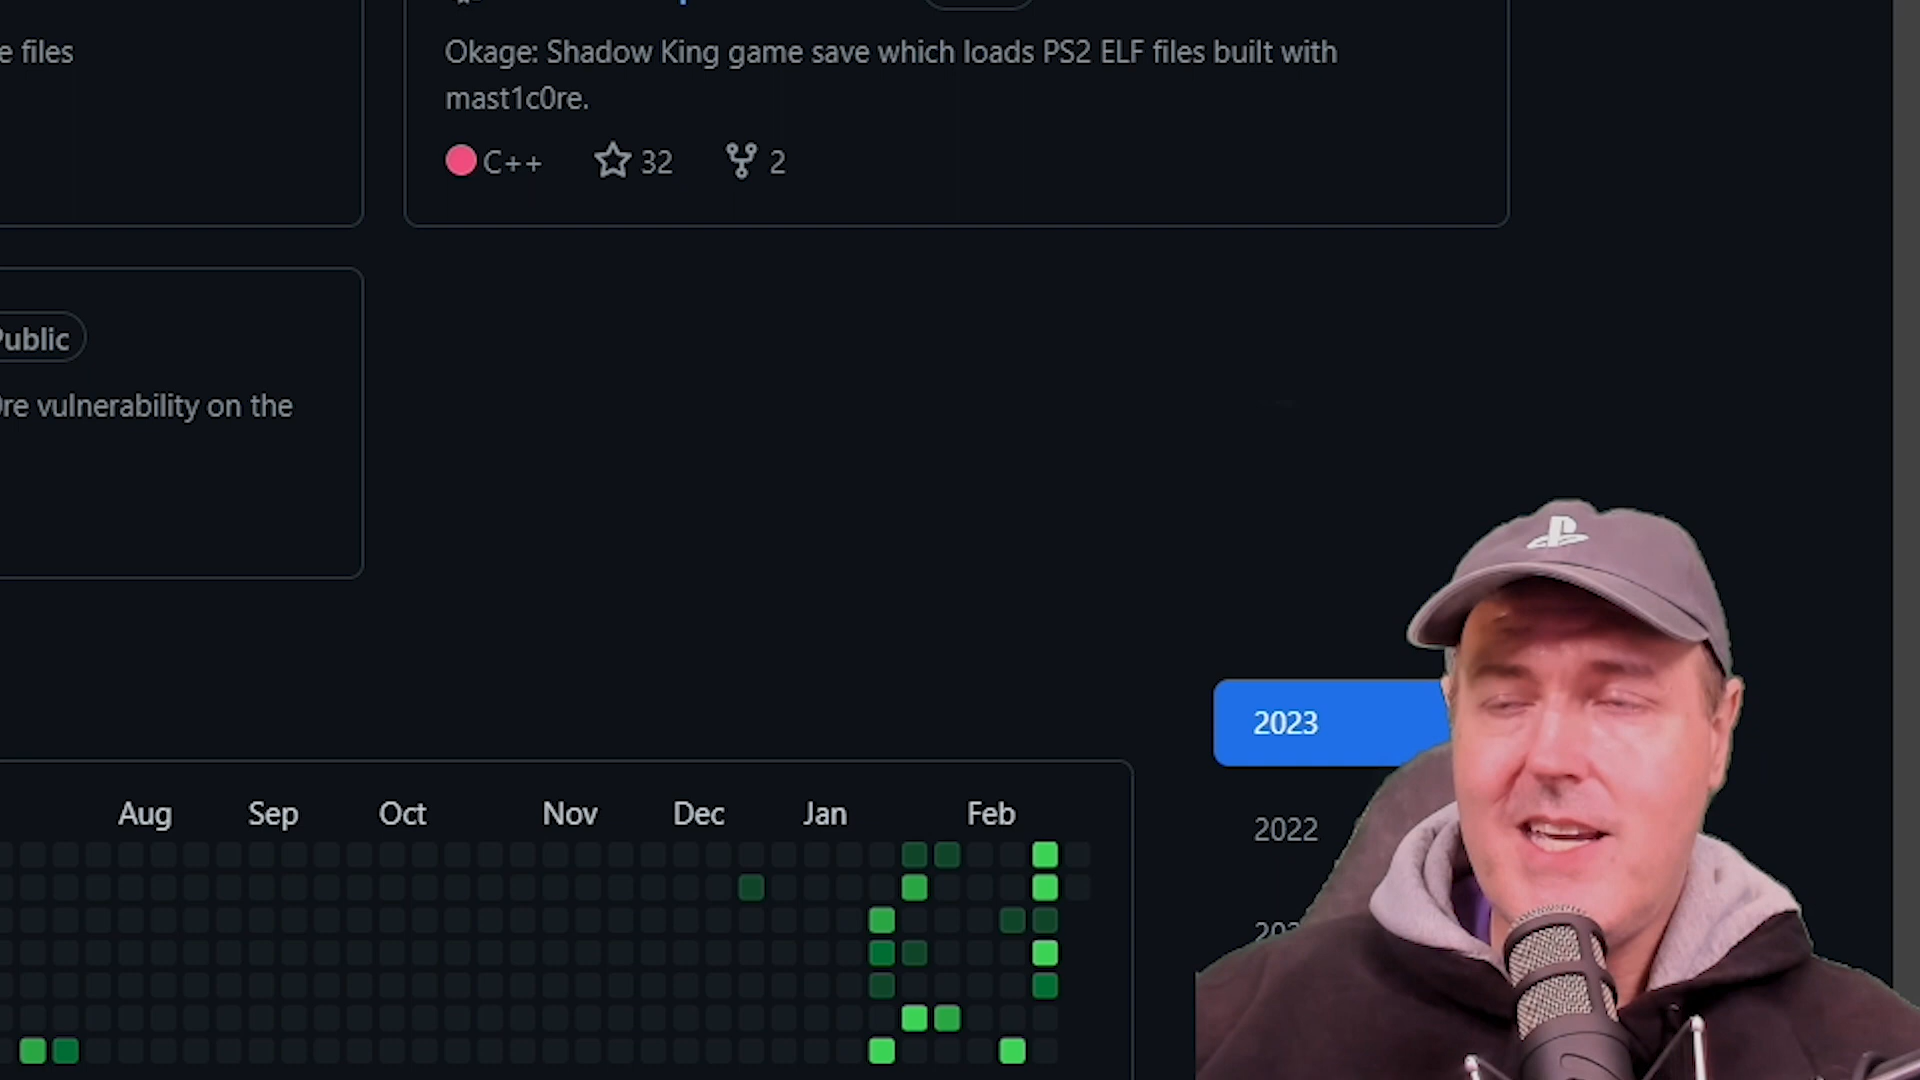 e files
Okage: Shadow King game save which loads PS2 ELF files built with
mast1c0re.
C++ 32 2
Public
re vulnerability on the
2023
2022
Aug Sep Oct Nov Dec Jan Feb